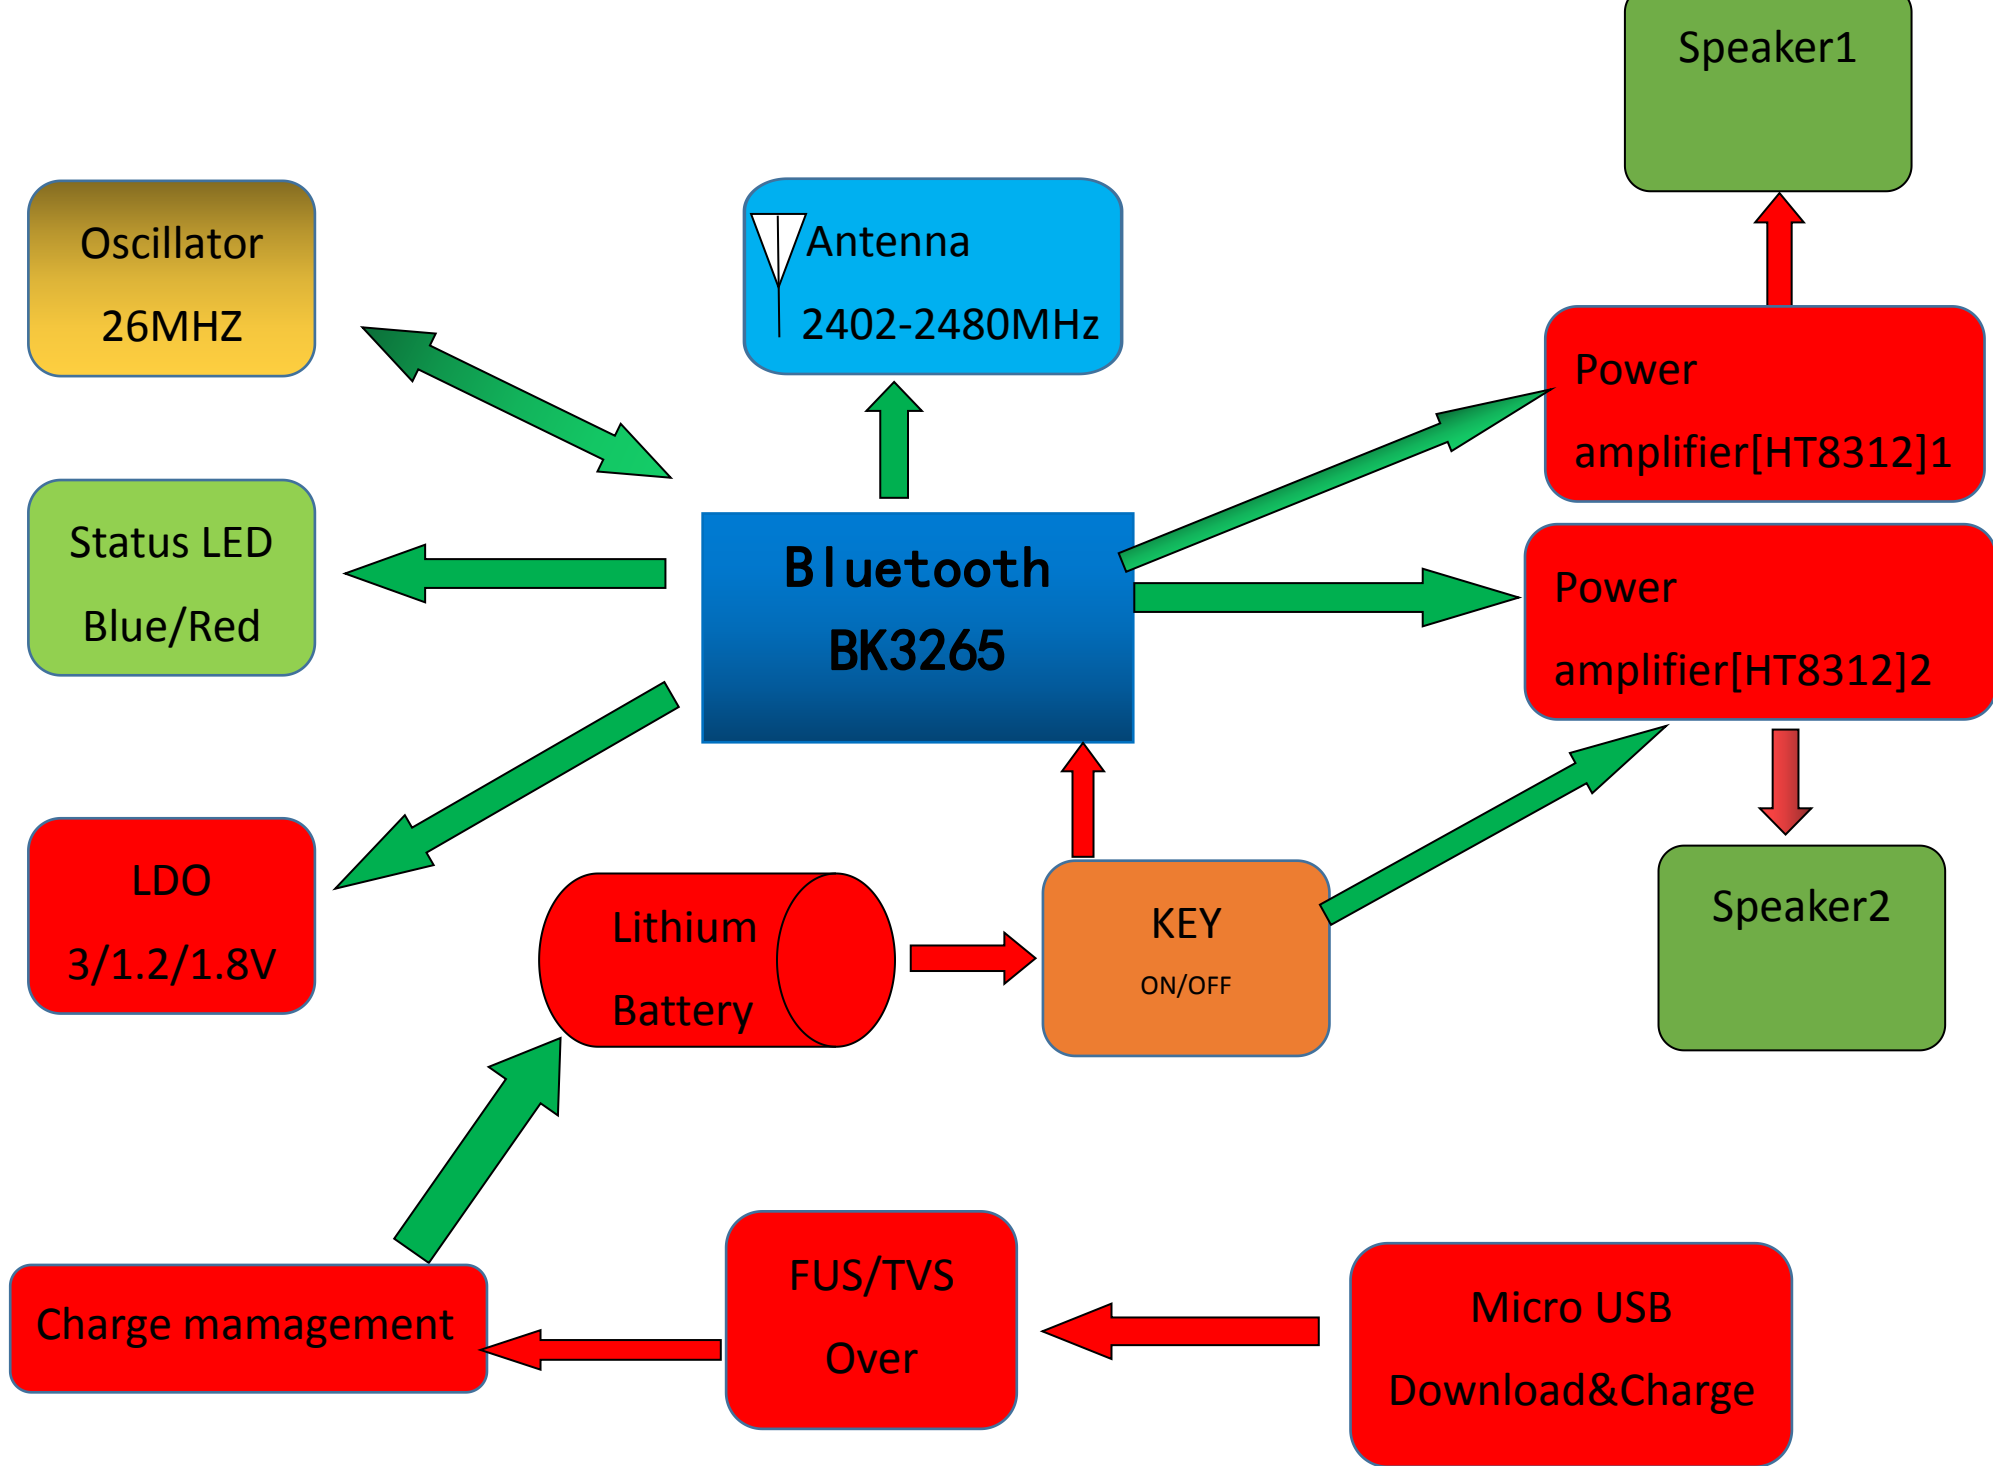 Speaker1
Oscillator
26MHZ
Antenna
2402-2480MHz
Power
amplifier[HT8312]1
Status LED
Blue/Red
Bluetooth
BK3265
Power
amplifier[HT8312]2
LDO
3/1.2/1.8V
Lithium
Battery
KEY
ON/OFF
Speaker2
Charge mamagement
FUS/TVS
Over
Micro USB
Download&Charge